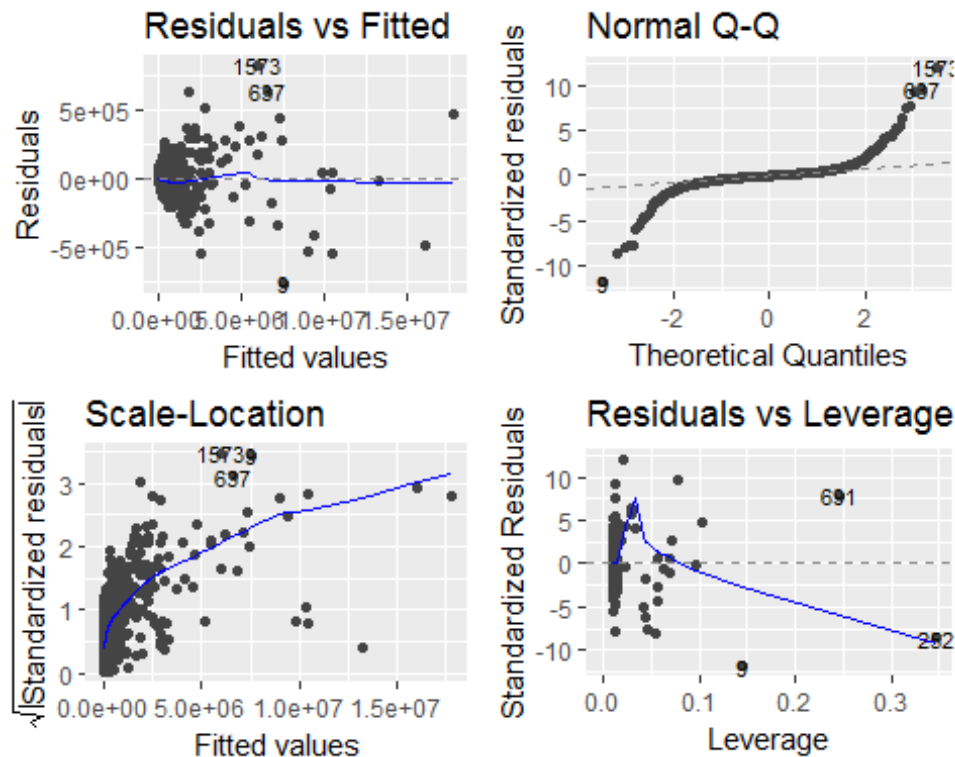 Residuals vs Fitted
1573
697
5e+05
0e+00
-5e+05
9
0.0e+00
5.0e+06
1.0e+07
1.5e+07
Fitted values
Residuals
Normal Q-Q
1573
697
10
5
0
-5
-10
9
-2
0
2
Theoretical Quantiles
Standardized residuals
Scale-Location
1573
9
697
3
2
1
0
0.0e+00
5.0e+06
1.0e+07
1.5e+07
Fitted values
√|Standardized residuals|
Residuals vs Leverage
10
5
0
-5
-10
691
9
0.0
0.1
0.2
0.3
Leverage
Standardized Residuals